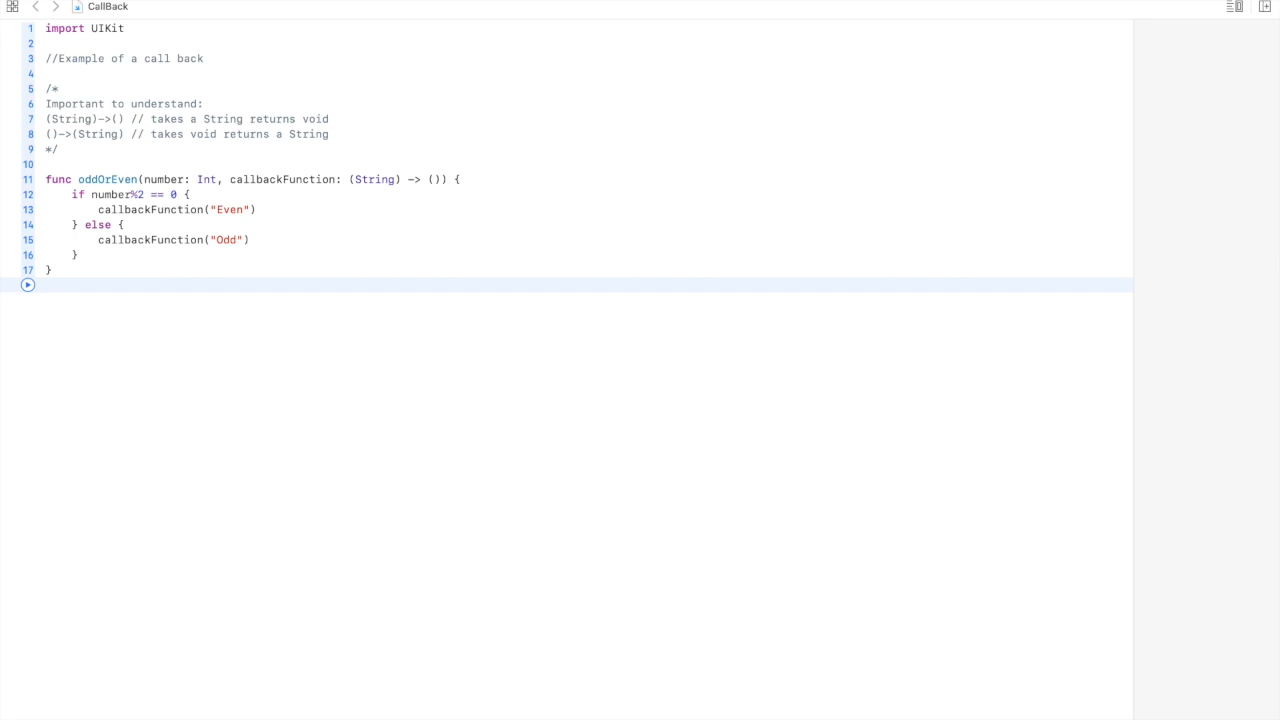 CallBack
1 import UIKit
2
3 //Example of a call back
4
5 /*
6 Important to understand:
7 (String)->() // takes a String returns void
8 ()->(String) // takes void returns a String
9 */
10
11 func oddOrEven(number: Int, callbackFunction: (String) -> ()) {
12     if number%2 == 0 {
13         callbackFunction("Even")
14     } else {
15         callbackFunction("Odd")
16     }
17 }